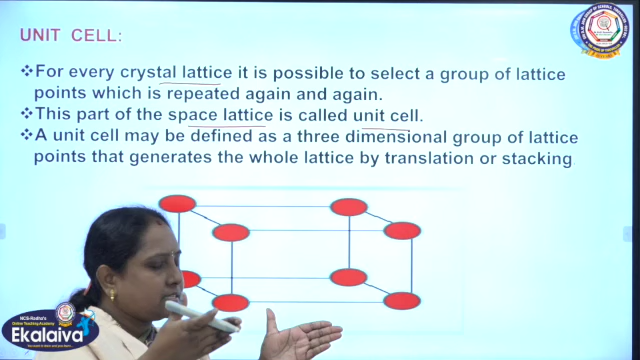 UNIT CELL:
❖For every crystal lattice it is possible to select a group of lattice
points which is repeated again and again.
❖This part of the space lattice is called unit cell.
❖A unit cell may be defined as a three dimensional group of lattice
points that generates the whole lattice by translation or stacking
MCE-Radha's
Online Teaching Academy
Ekalaiva